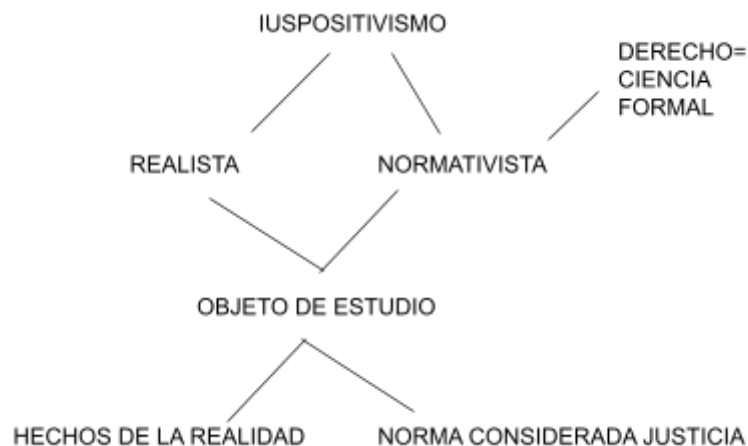 IUSPOSITIVISMO
DERECHO=
CIENCIA
FORMAL
REALISTA
NORMATIVISTA
OBJETO DE ESTUDIO
HECHOS DE LA REALIDAD
NORMA CONSIDERADA JUSTICIA